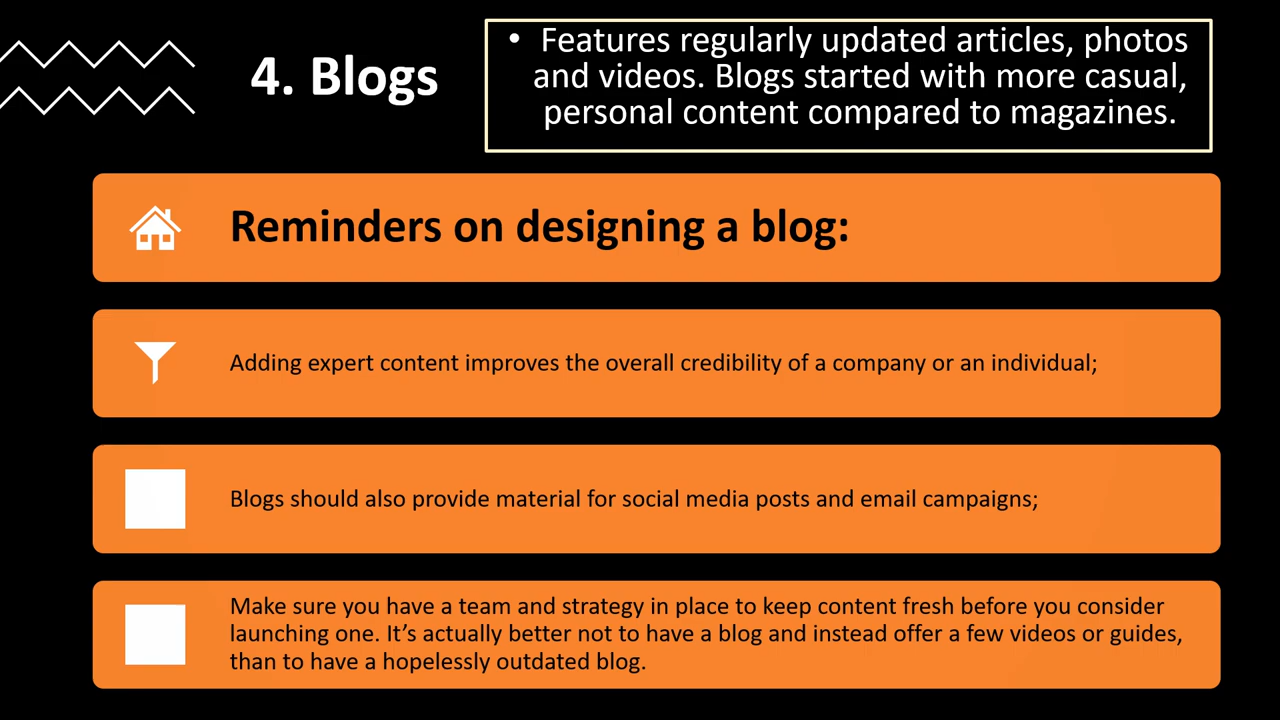 4. Blogs
• Features regularly updated articles, photos
and videos. Blogs started with more casual,
personal content compared to magazines.
Reminders on designing a blog:
Adding expert content improves the overall credibility of a company or an individual;
Blogs should also provide material for social media posts and email campaigns;
Make sure you have a team and strategy in place to keep content fresh before you consider
launching one. It’s actually better not to have a blog and instead offer a few videos or guides,
than to have a hopelessly outdated blog.